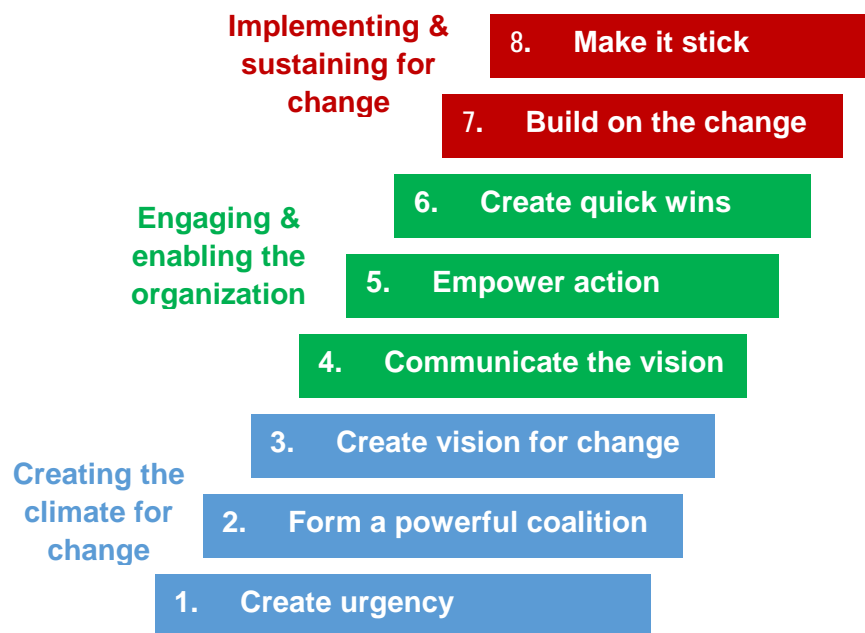 Implementing &
sustaining for
change
8. Make it stick
7. Build on the change
6. Create quick wins
Engaging &
enabling the
organization
5. Empower action
4. Communicate the vision
3. Create vision for change
Creating the
climate for
change
2. Form a powerful coalition
1. Create urgency